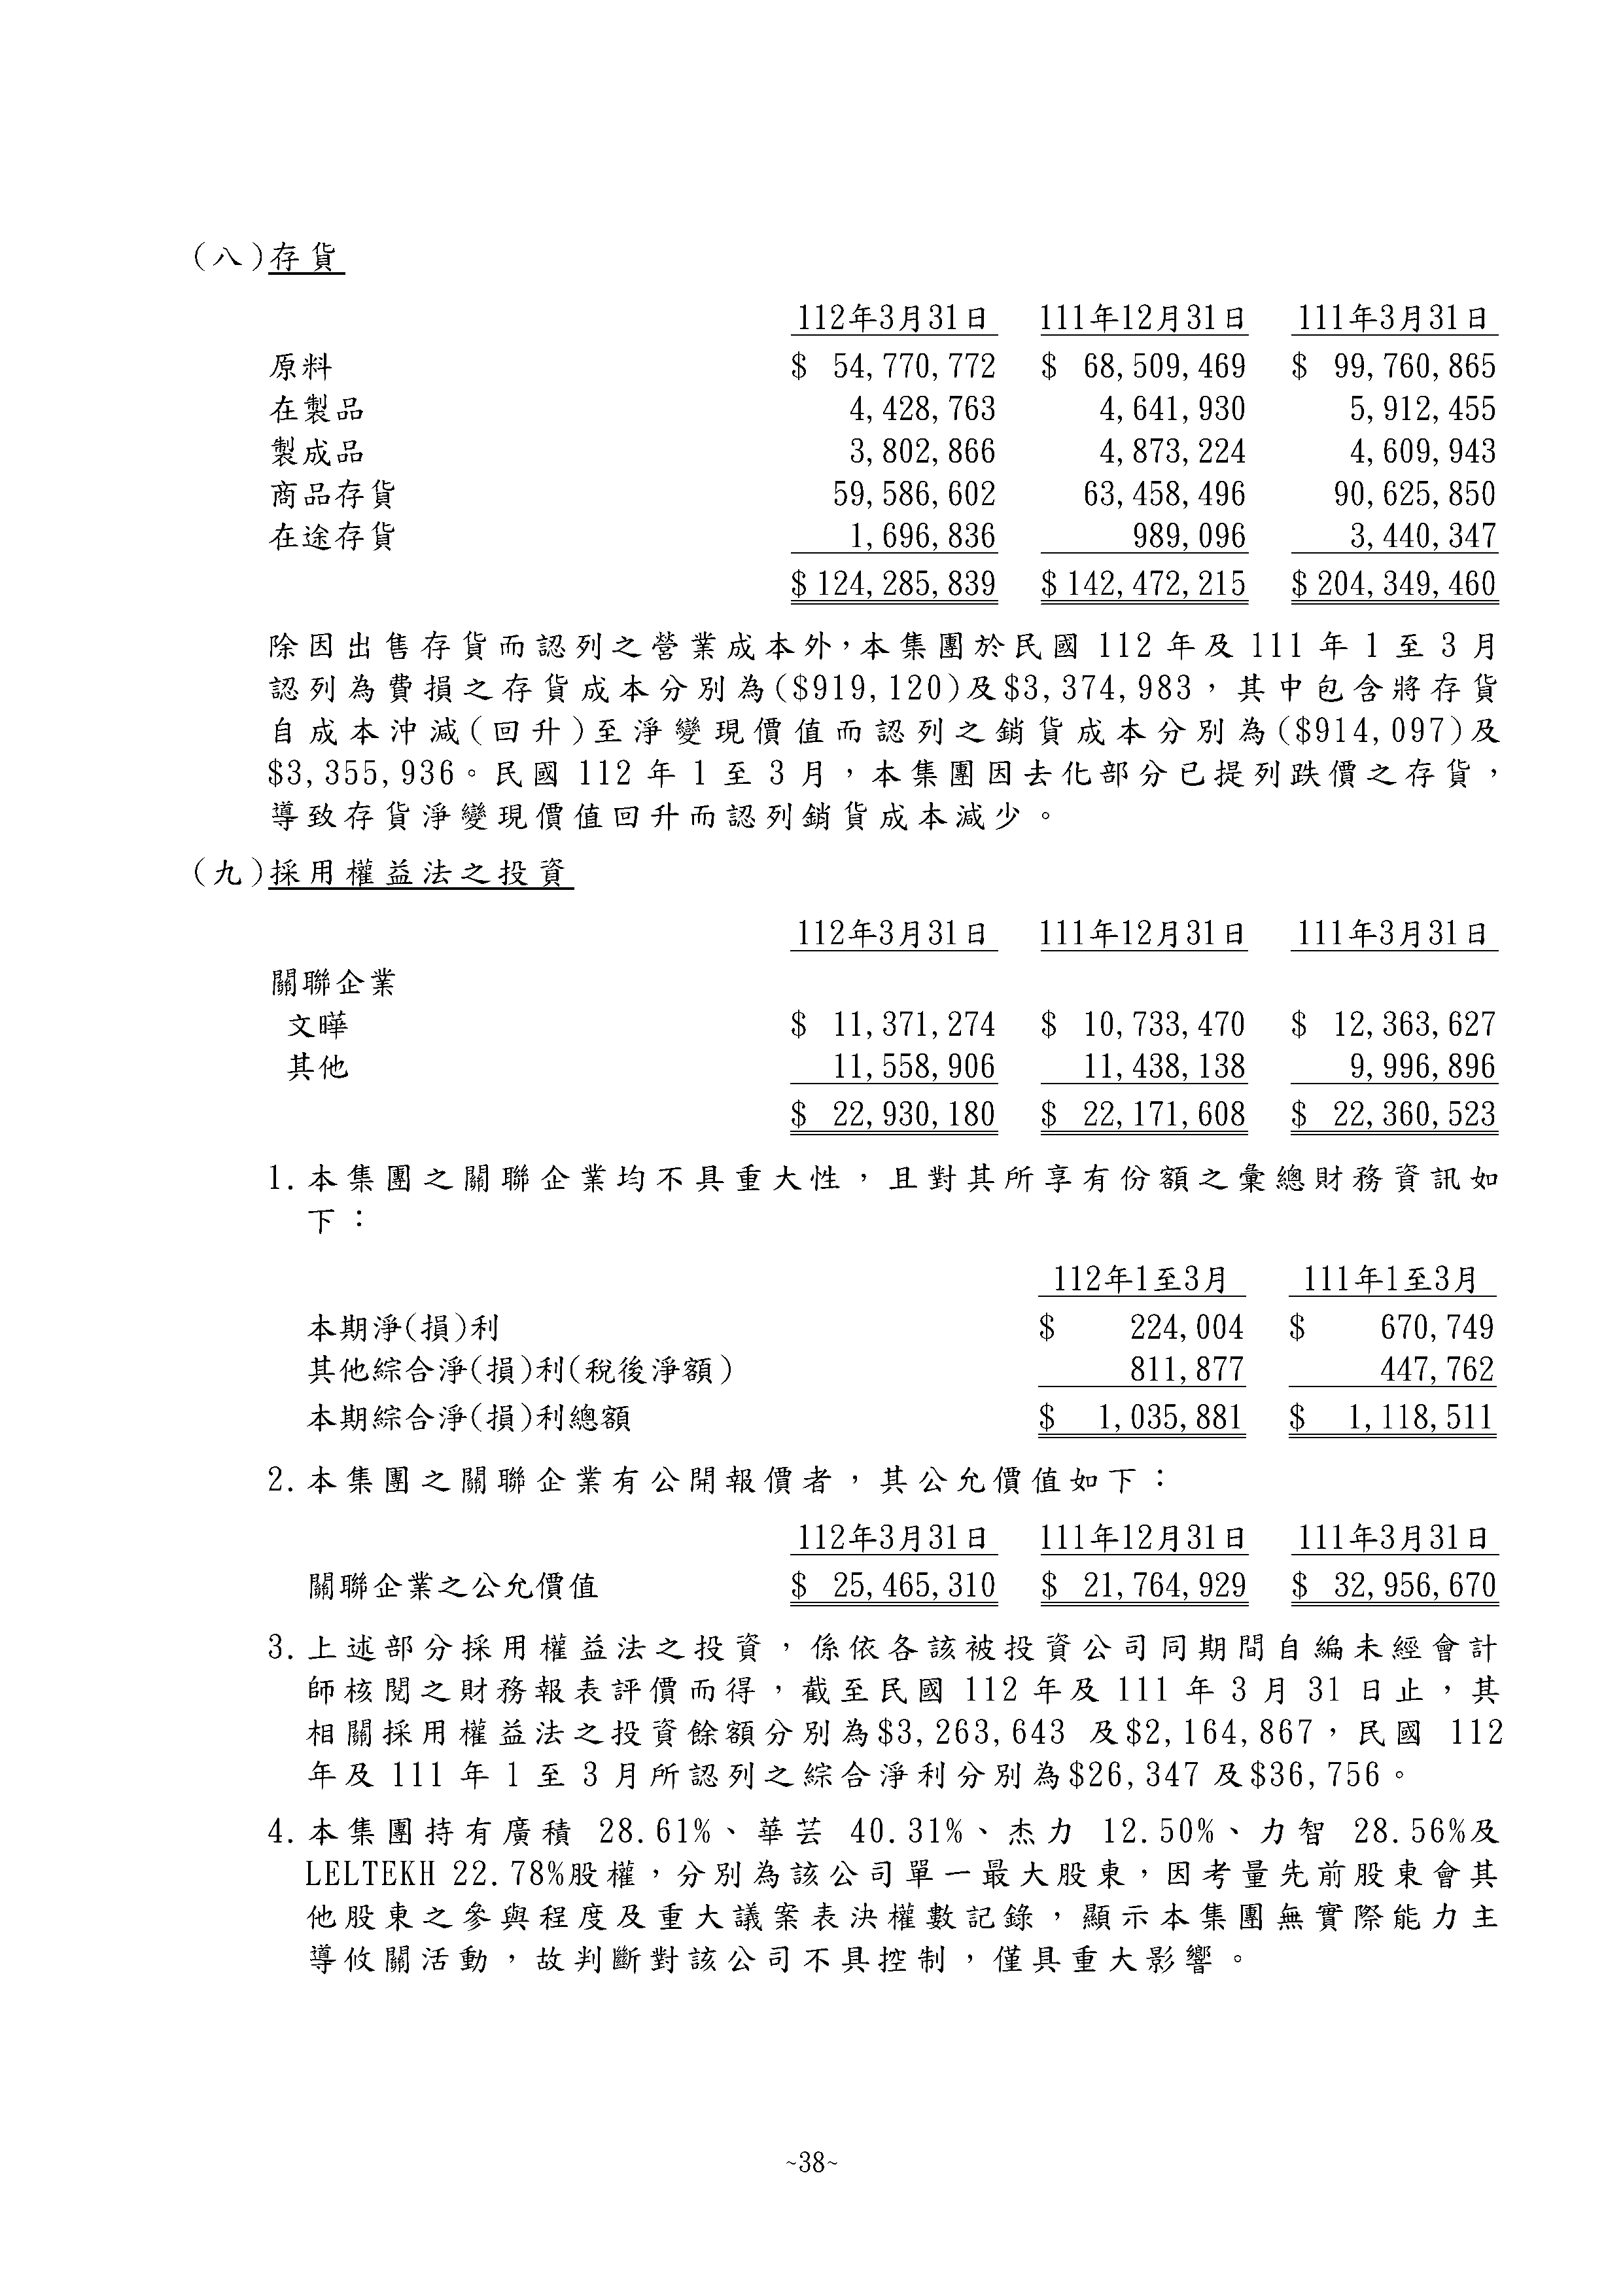 (八)存貨
112年3月31日 111年12月31日 111年3月31日
原料 $ 54,770,772 $ 68,509,469 $ 99,760,865
在製品 4,428,763 4,641,930 5,912,455
製成品 3,802,866 4,873,224 4,609,943
商品存貨 59,586,602 63,458,496 90,625,850
在途存貨 1,696,836 989,096 3,440,347
$ 124,285,839 $ 142,472,215 $ 204,349,460
除因出售存貨而認列之營業成本外,本集團於民國 112 年及 111 年 1 至 3 月
認列為費損之存貨成本分別為($919,120)及$3,374,983,其中包含將存貨
自成本沖減(回升)至淨變現價值而認列之銷貨成本分別為($914,097)及
$3,355,936。民國 112 年 1 至 3 月,本集團因去化部分已提列跌價之存貨,
導致存貨淨變現價值回升而認列銷貨成本減少。
(九)採用權益法之投資
112年3月31日 111年12月31日 111年3月31日
關聯企業
文曄 $ 11,371,274 $ 10,733,470 $ 12,363,627
其他 11,558,906 11,438,138 9,996,896
$ 22,930,180 $ 22,171,608 $ 22,360,523
1.本集團之關聯企業均不具重大性,且對其所享有份額之彙總財務資訊如
下:
112年1至3月 111年1至3月
本期淨(損)利 $ 224,004 $ 670,749
其他綜合淨(損)利(稅後淨額) 811,877 447,762
本期綜合淨(損)利總額 $ 1,035,881 $ 1,118,511
2.本集團之關聯企業有公開報價者,其公允價值如下:
112年3月31日 111年12月31日 111年3月31日
關聯企業之公允價值 $ 25,465,310 $ 21,764,929 $ 32,956,670
3.上述部分採用權益法之投資,係依各該被投資公司同期間自編未經會計
師核閱之財務報表評價而得,截至民國 112 年及 111 年 3 月 31 日止,其
相關採用權益法之投資餘額分別為$3,263,643 及$2,164,867,民國 112
年及 111 年 1 至 3 月所認列之綜合淨利分別為$26,347 及$36,756。
4.本集團持有廣積 28.61%、華芸 40.31%、杰力 12.50%、力智 28.56%及
LELTEKH 22.78%股權,分別為該公司單一最大股東,因考量先前股東會其
他股東之參與程度及重大議案表決權數記錄,顯示本集團無實際能力主
導攸關活動,故判斷對該公司不具控制,僅具重大影響。
~38~